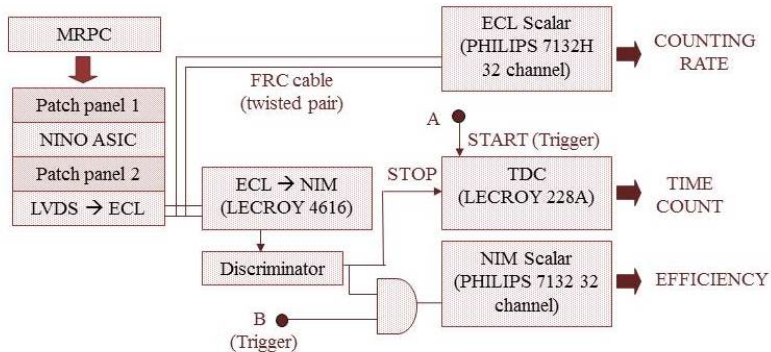 MRPC
Patch panel 1
NINO ASIC
Patch panel 2
LVDS → ECL
FRC cable
(twisted pair)
ECL → NIM
(LECROY 4616)
Discriminator
B
(Trigger)
ECL Scalar
(PHILIPS 7132H
32 channel)
COUNTING
RATE
A
START (Trigger)
STOP
TDC
(LECROY 228A)
TIME
COUNT
NIM Scalar
(PHILIPS 7132 32
channel)
EFFICIENCY